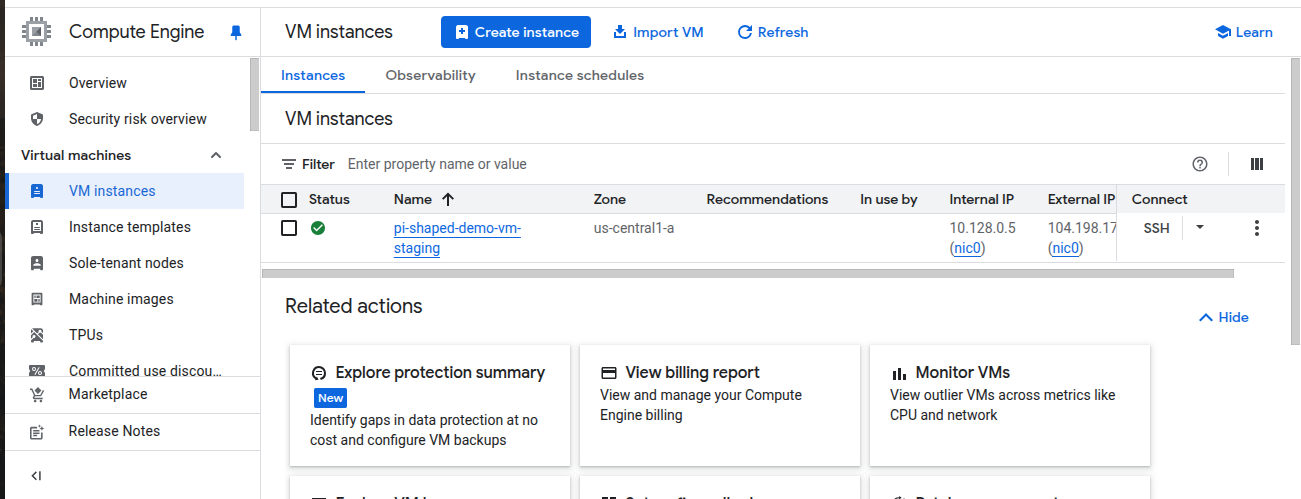 Compute Engine
VM instances
Create instance
Import VM
Refresh
Learn
Overview
Security risk overview
Virtual machines
VM instances
Instance templates
Sole-tenant nodes
Machine images
TPUs
Committed use discou...
Marketplace
Release Notes
Instances Observability Instance schedules
VM instances
Filter Enter property name or value
Status Name Zone Recommendations In use by Internal IP External IP Connect
pi-shaped-demo-vm- us-central1-a 10.128.0.5 104.198.17 SSH
staging (nic0) (nic0)
Related actions
Hide
Explore protection summary
New
Identify gaps in data protection at no
cost and configure VM backups
View billing report
View and manage your Compute
Engine billing
Monitor VMs
View outlier VMs across metrics like
CPU and network